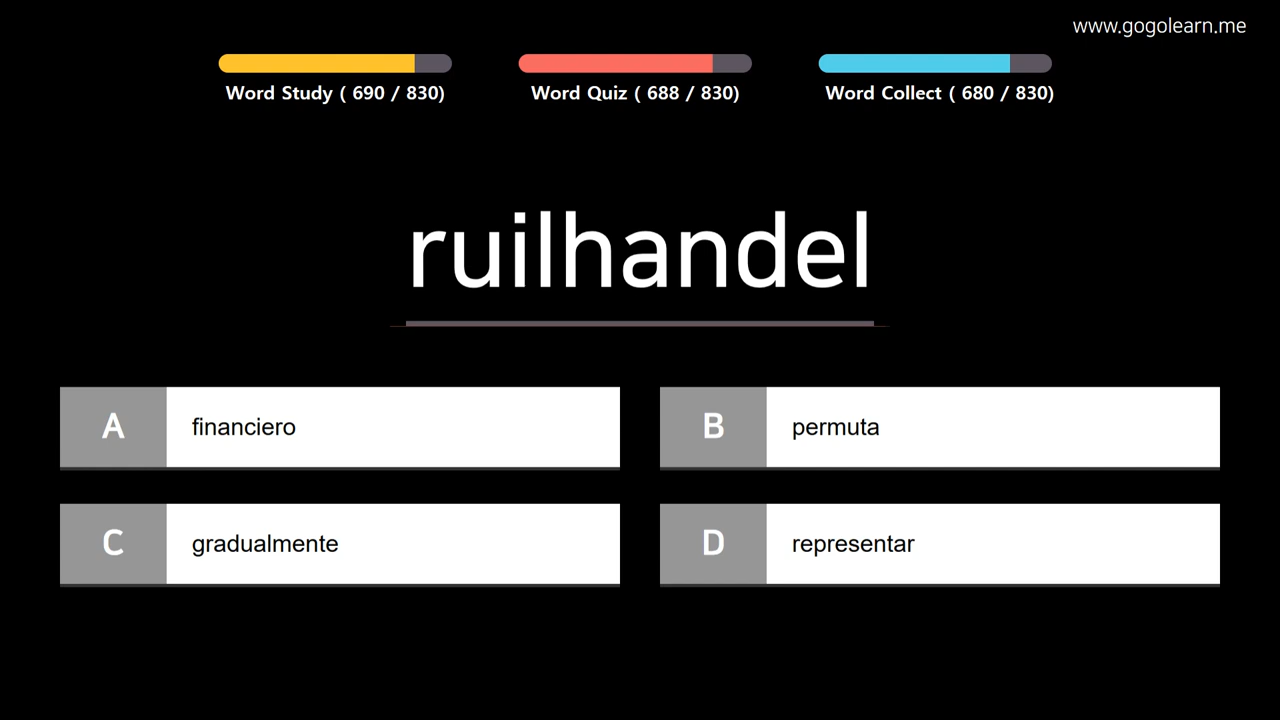 www.gogolearn.me
Word Study ( 690 / 830)
Word Quiz ( 688 / 830)
Word Collect ( 680 / 830)
ruilhandel
A financiero
B permuta
C gradualmente
D representar